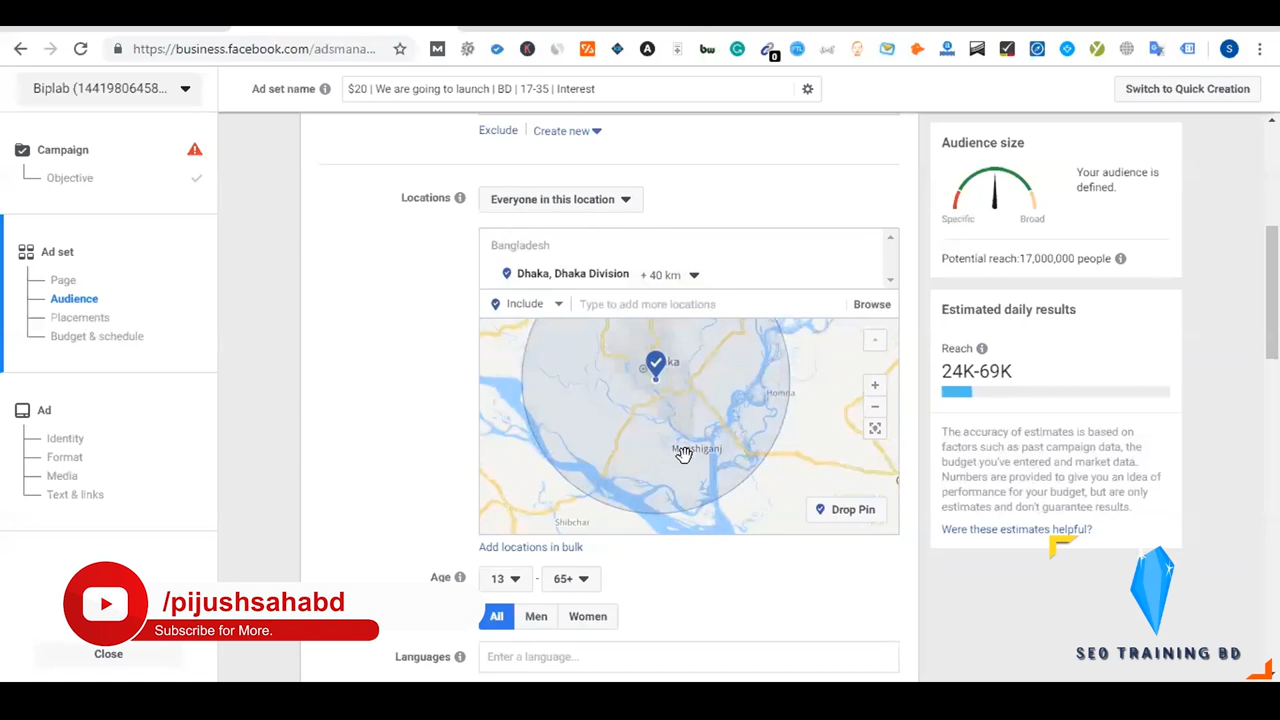 https://business.facebook.com/adsmana...
Biplab (14419806458...
Ad set name
$20 | We are going to launch | BD | 17-35 | Interest
Switch to Quick Creation
Campaign
Objective
Ad set
Page
Audience
Placements
Budget & schedule
Ad
Identity
Format
Media
Text & links
Close
Exclude
Create new
Locations
Everyone in this location
Bangladesh
Dhaka, Dhaka Division + 40 km
Include
Type to add more locations
Browse
Homna
Shibchar
Drop Pin
Add locations in bulk
Age
13 - 65+
All
Men
Women
Languages
Enter a language...
Audience size
Your audience is
defined.
Specific
Broad
Potential reach:17,000,000 people
Estimated daily results
Reach
24K-69K
The accuracy of estimates is based on
factors such as past campaign data, the
budget you've entered and market data.
Numbers are provided to give you an idea of
performance for your budget, but are only
estimates and don't guarantee results.
Were these estimates helpful?
/pijushsahabd
Subscribe for More.
SEO TRAINING BD